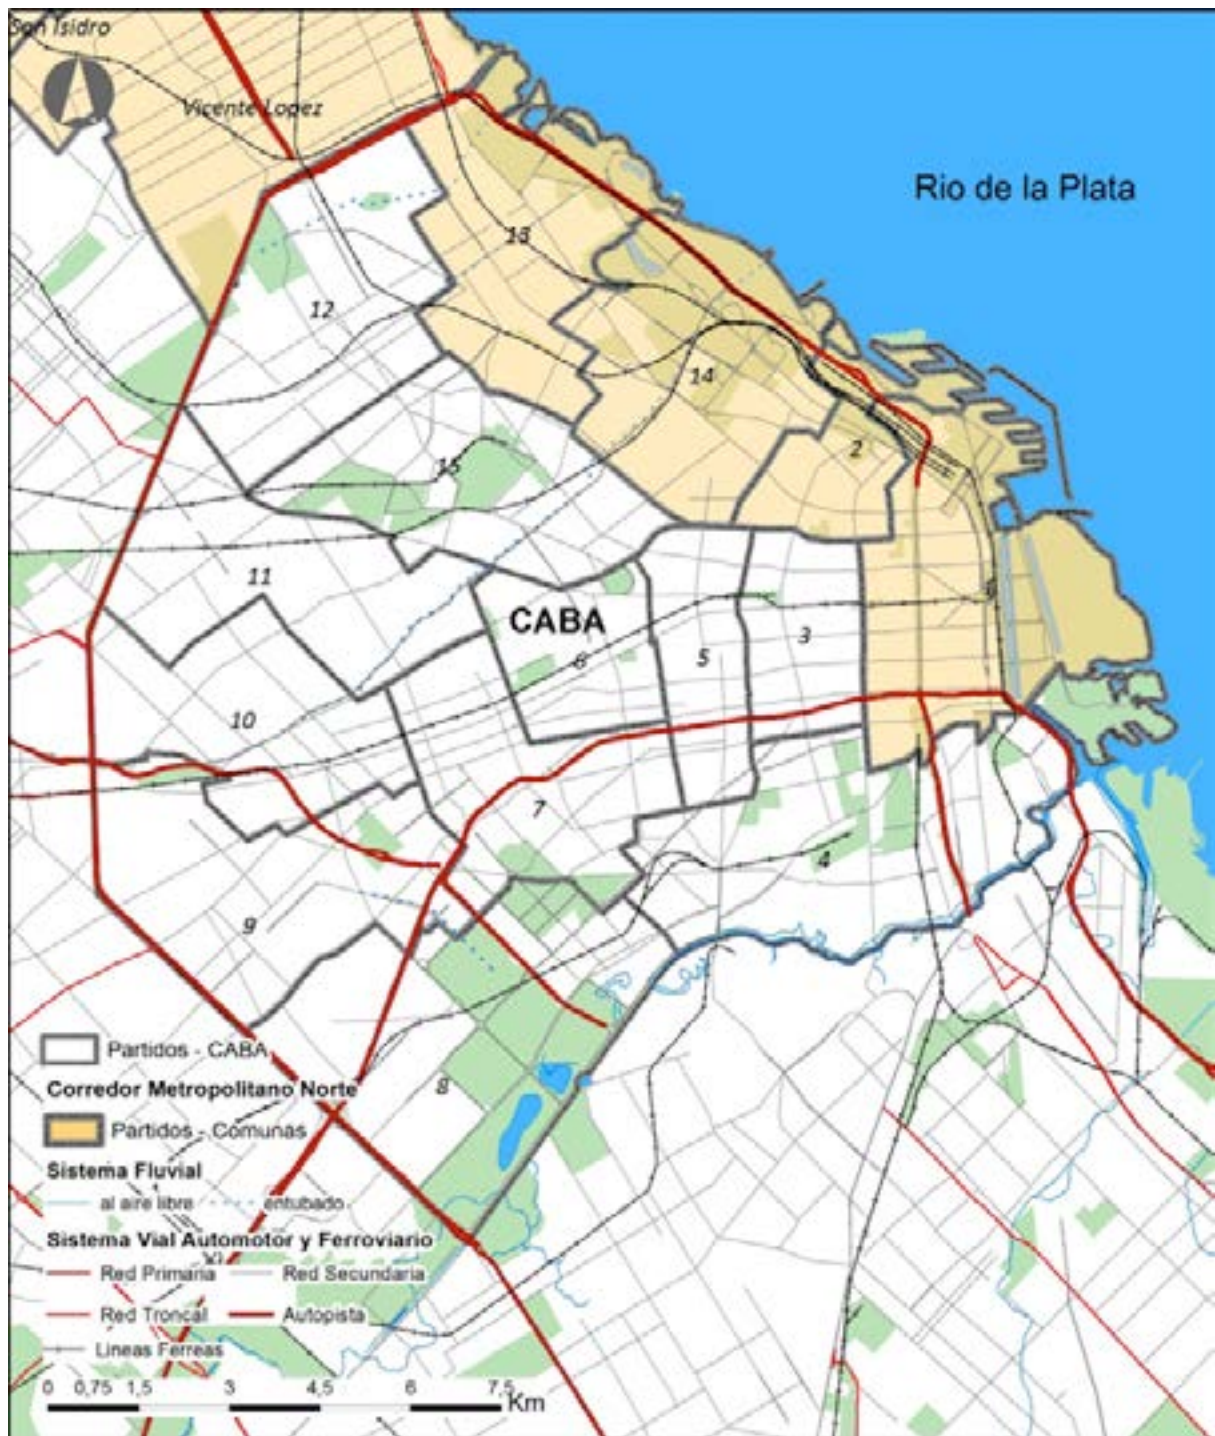 San Isidro
Vicente Lopez
Rio de la Plata
13
12
14
2
15
11
CABA
3
5
6
10
7
4
9
8
Partidos - CABA
Corredor Metropolitano Norte
Partidos - Comunas
Sistema Fluvial
al aire libre entubado
Sistema Vial Automotor y Ferroviario
Red Primaria Red Secundaria
Red Troncal Autopista
Lineas Ferreas
0 0,75 1,5 3 4,5 6 7,5
Km